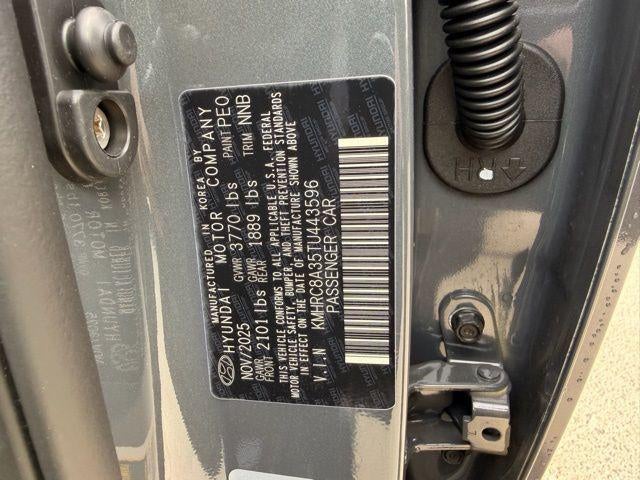 MANUFACTURED IN KOREA BY
HYUNDAI MOTOR COMPANY
NOV/2025 GVWR 3770 lbs PAINT PE0
GAWR FRONT 2101 lbs GAWR REAR 1889 lbs TRIM NNB
THIS VEHICLE CONFORMS TO ALL APPLICABLE U.S.A. FEDERAL
MOTOR VEHICLE SAFETY, BUMPER, AND THEFT PREVENTION STANDARDS
IN EFFECT ON THE DATE OF MANUFACTURE SHOWN ABOVE
V.I.N KMHRC8A35TU443596
PASSENGER CAR
RH